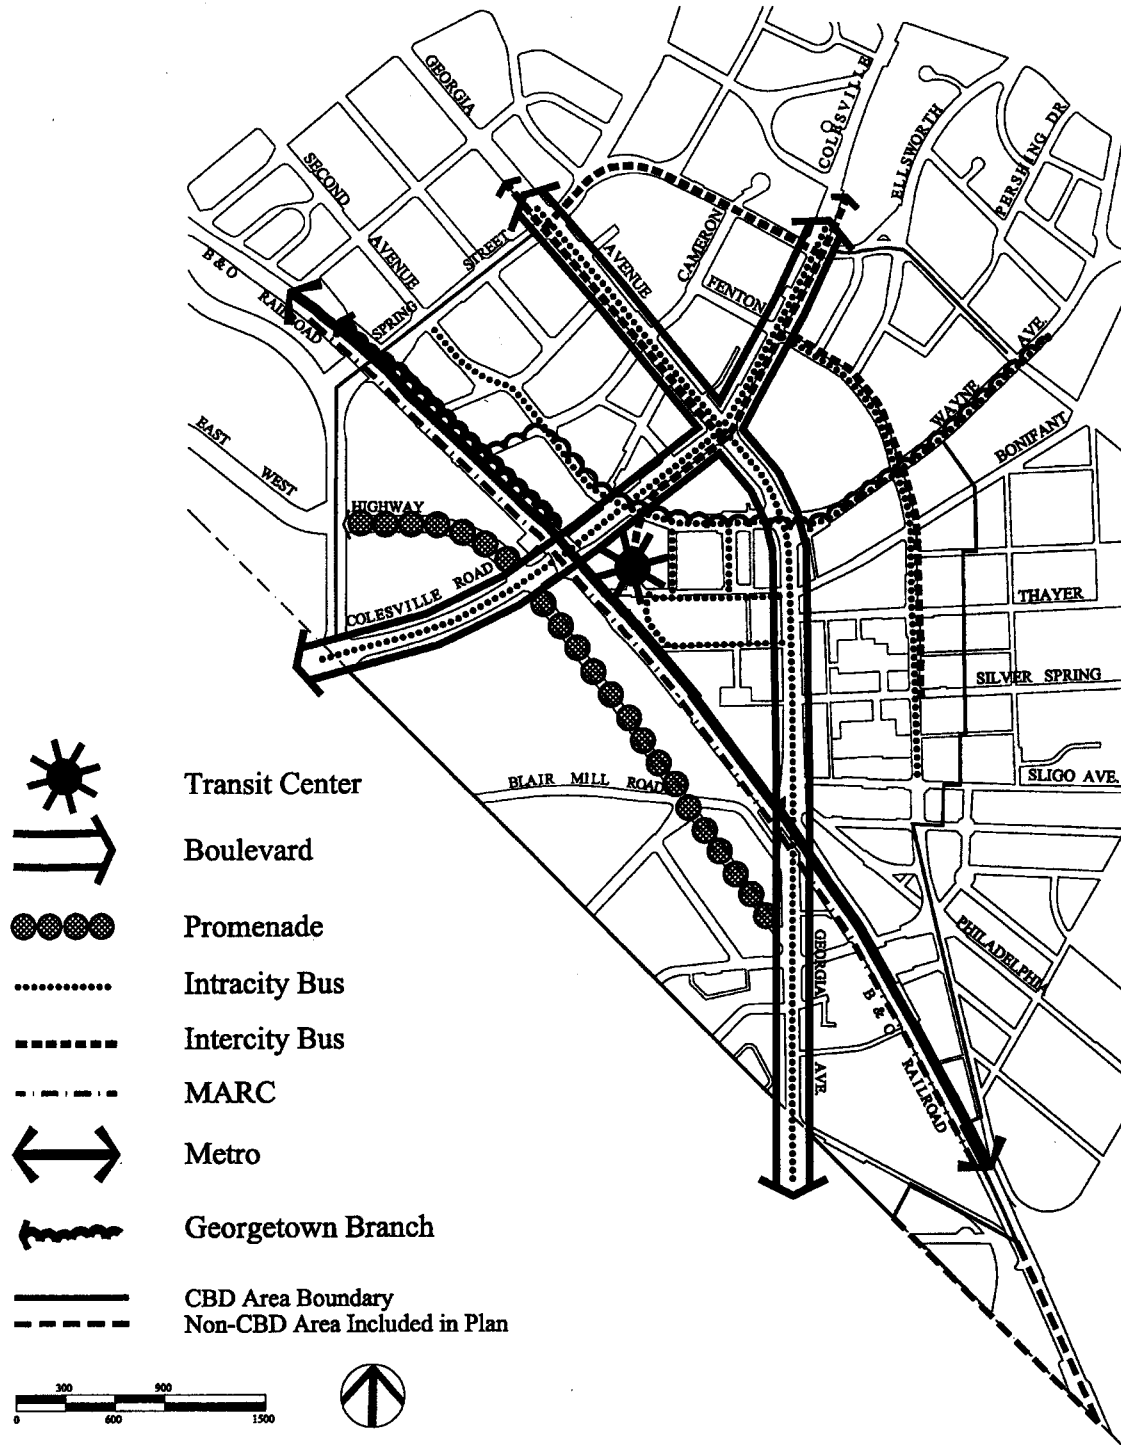 GEORGIA
COLESVILLE
SECOND
ELLSWORTH
PERSHING DR.
AVENUE
STREET
AVENUE
CAMERON
B & O
RAILROAD
SPRING
FENTON
AVE.
WAYNE
BONIFANT
EAST
WEST
HIGHWAY
COLESVILLE ROAD
THAYER
SILVER SPRING
SLIGO AVE.
BLAIR MILL ROAD
PHILADELPHIA
GEORGIA
AVE.
B & O
RAILROAD
Transit Center
Boulevard
Promenade
Intracity Bus
Intercity Bus
MARC
Metro
Georgetown Branch
CBD Area Boundary
Non-CBD Area Included in Plan
300 900
0 600 1500